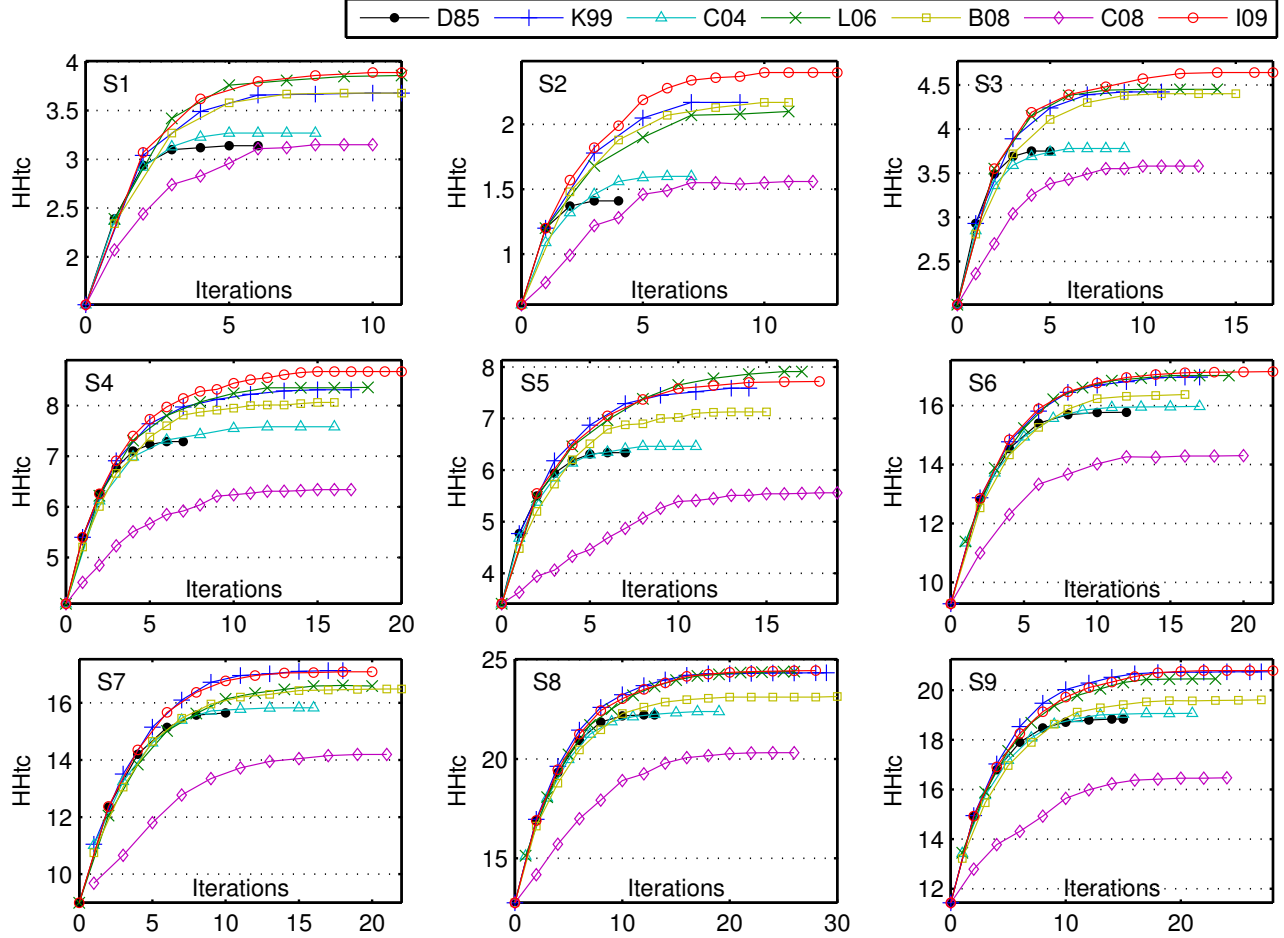 D85 K99 C04 L06 B08 C08 I09
S1
HHtc
4
3.5
3
2.5
2
Iterations
0 5 10
S2
HHtc
2
1.5
1
Iterations
0 5 10
S3
HHtc
4.5
4
3.5
3
2.5
Iterations
0 5 10 15
S4
HHtc
8
7
6
5
Iterations
0 5 10 15 20
S5
HHtc
8
7
6
5
4
Iterations
0 5 10 15
S6
HHtc
16
14
12
10
Iterations
0 5 10 15 20
S7
HHtc
16
14
12
10
Iterations
0 5 10 15 20
S8
HHtc
25
20
15
Iterations
0 10 20 30
S9
HHtc
20
18
16
14
12
Iterations
0 10 20